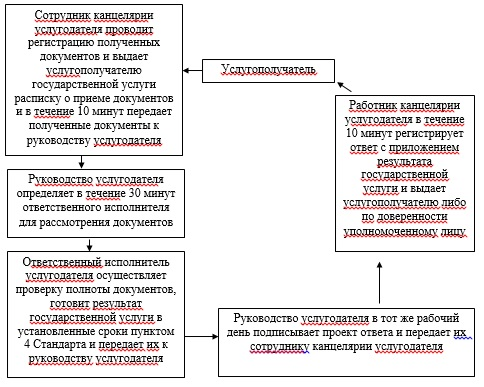 Сотрудник канцелярии
услугодателя проводит
регистрацию полученных
документов и выдает
услугополучателю
государственной услуги
расписку о приеме документов
и в течение 10 минут передает
полученные документы к
руководству услугодателя
Услугополучатель
Руководство услугодателя
определяет в течение 30 минут
ответственного исполнителя
для рассмотрения документов
Ответственный исполнитель
услугодателя осуществляет
проверку полноты документов,
готовит результат
государственной услуги в
установленные сроки пунктом
4 Стандарта и передает их к
руководству услугодателя
Руководство услугодателя в тот же рабочий
день подписывает проект ответа и передает их
сотруднику канцелярии услугодателя
Работник канцелярии
услугодателя в течение
10 минут регистрирует
ответ с приложением
результата
государственной
услуги и выдает
услугополучателю либо
по доверенности
уполномоченному лицу